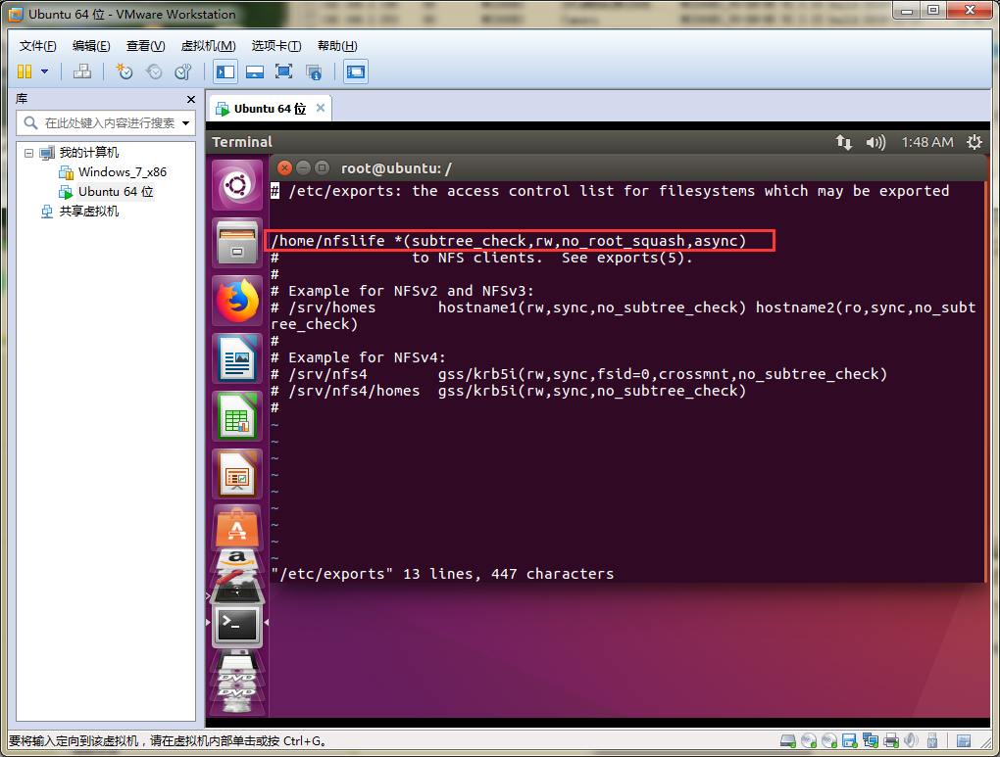 Ubuntu 64 位 - VMware Workstation
文件(F) 编辑(E) 查看(V) 虚拟机(M) 选项卡(T) 帮助(H)
库
在此处键入内容进行搜索
我的计算机
Windows_7_x86
Ubuntu 64 位
共享虚拟机
Ubuntu 64 位
Terminal
1:48 AM
root@ubuntu: /
# /etc/exports: the access control list for filesystems which may be exported
/home/nfslife *(subtree_check,rw,no_root_squash,async)
#               to NFS clients.  See exports(5).
#
# Example for NFSv2 and NFSv3:
# /srv/homes       hostname1(rw,sync,no_subtree_check) hostname2(ro,sync,no_subt
ree_check)
#
# Example for NFSv4:
# /srv/nfs4        gss/krb5i(rw,sync,fsid=0,crossmnt,no_subtree_check)
# /srv/nfs4/homes  gss/krb5i(rw,sync,no_subtree_check)
#
~
~
~
~
~
~
~
~
~
"/etc/exports" 13 lines, 447 characters
DVD
DVD
要将输入定向到该虚拟机，请在虚拟机内部单击或按 Ctrl+G。